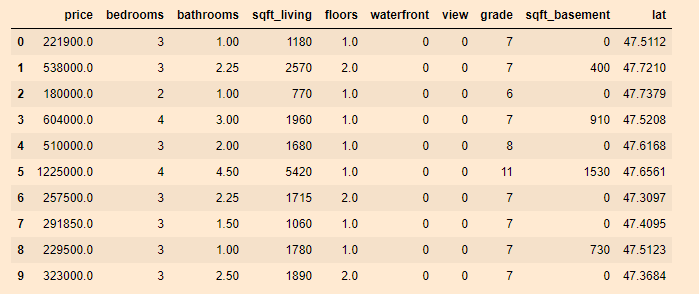 price bedrooms bathrooms sqft_living floors waterfront view grade sqft_basement lat
0 221900.0 3 1.00 1180 1.0 0 0 7 0 47.5112
1 538000.0 3 2.25 2570 2.0 0 0 7 400 47.7210
2 180000.0 2 1.00 770 1.0 0 0 6 0 47.7379
3 604000.0 4 3.00 1960 1.0 0 0 7 910 47.5208
4 510000.0 3 2.00 1680 1.0 0 0 8 0 47.6168
5 1225000.0 4 4.50 5420 1.0 0 0 11 1530 47.6561
6 257500.0 3 2.25 1715 2.0 0 0 7 0 47.3097
7 291850.0 3 1.50 1060 1.0 0 0 7 0 47.4095
8 229500.0 3 1.00 1780 1.0 0 0 7 730 47.5123
9 323000.0 3 2.50 1890 2.0 0 0 7 0 47.3684